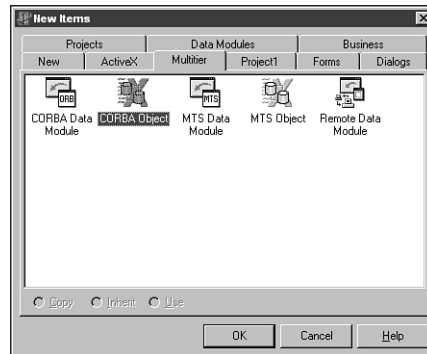 New Items
Projects Data Modules Business
New ActiveX Multitier Project1 Forms Dialogs
ORB MTS
CORBA Data Module
CORBA Object
MTS Data Module
MTS Object
Remote Data Module
Copy Inherit Use
OK Cancel Help